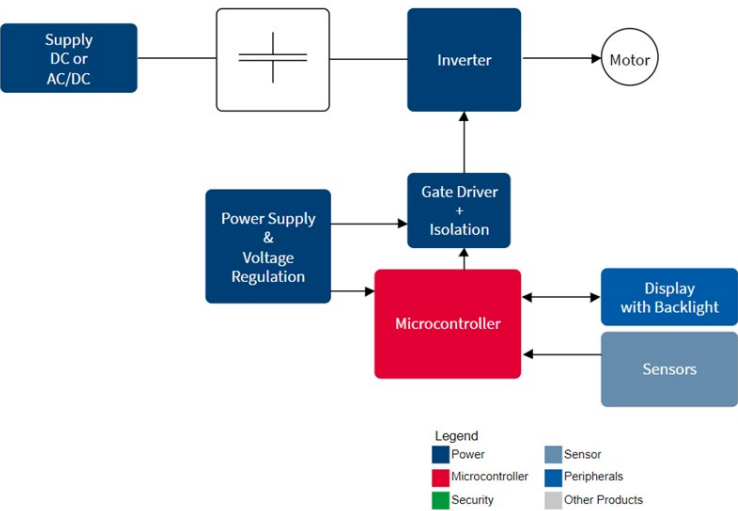 Supply
DC or
AC/DC
Inverter
Motor
Gate Driver
+
Isolation
Power Supply
&
Voltage
Regulation
Microcontroller
Display
with Backlight
Sensors
Legend
Power
Sensor
Microcontroller
Peripherals
Security
Other Products